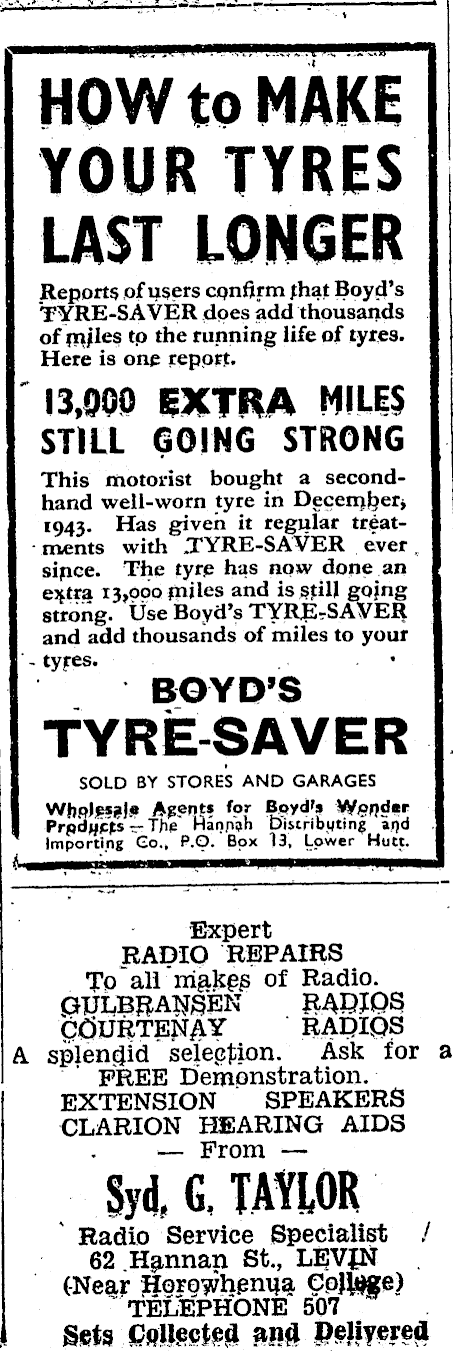 HOW to MAKE
YOUR TYRES
LAST LONGER
Reports of users confirm that Boyd's
TYRE-SAVER does add thousands
of miles to the running life of tyres.
Here is one report.
13,000 EXTRA MILES
STILL GOING STRONG
This motorist bought a second-
hand well-worn tyre in December,
1943. Has given it regular treat-
ments with TYRE-SAVER ever
since. The tyre has now done an
extra 13,000 miles and is still going
strong. Use Boyd's TYRE-SAVER
and add thousands of miles to your
tyres.
BOYD'S
TYRE-SAVER
SOLD BY STORES AND GARAGES
Wholesale Agents for Boyd's Wonder
Products — The Hannah Distributing and
Importing Co., P.O. Box 13, Lower Hutt.
Expert
RADIO REPAIRS
To all makes of Radio.
GULBRANSEN RADIOS
COURTENAY RADIOS
A splendid selection. Ask for a
FREE Demonstration.
EXTENSION SPEAKERS
CLARION HEARING AIDS
— From —
Syd. G. TAYLOR
Radio Service Specialist
62 Hannan St., LEVIN
(Near Horowhenua College)
TELEPHONE 507
Sets Collected and Delivered